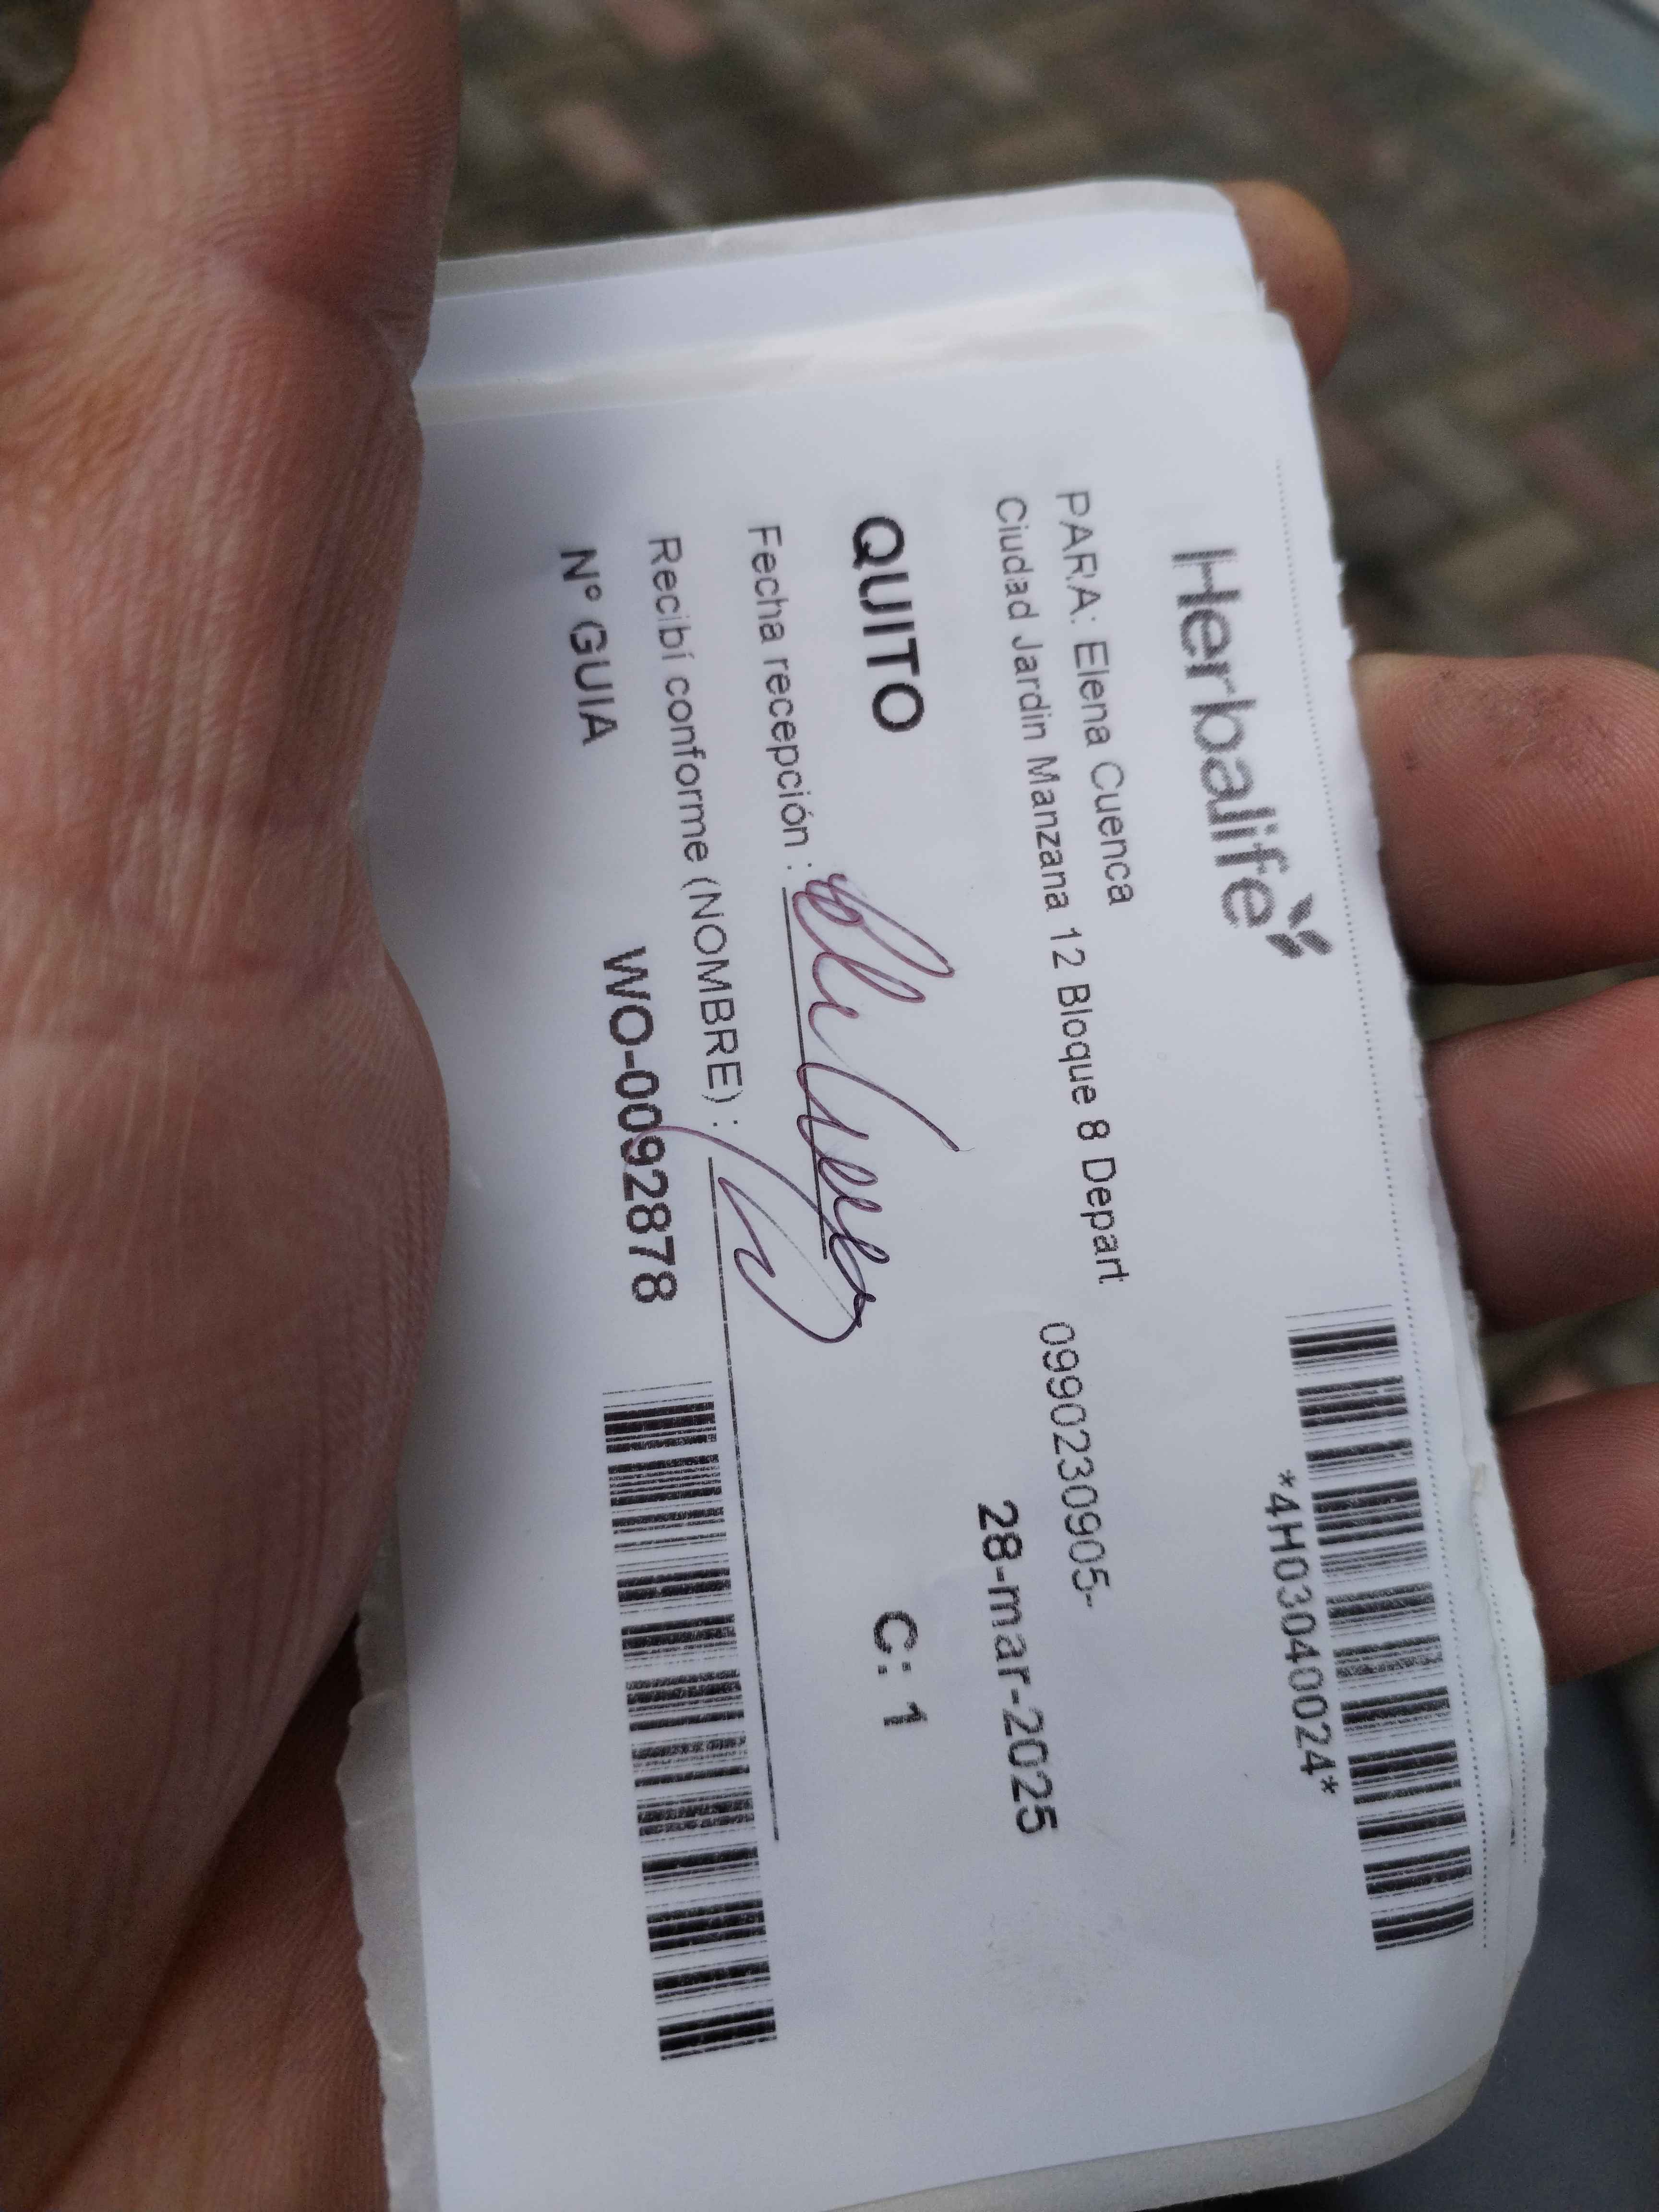 Herbalife
*4H03040024*
PARA: Elena Cuenca
Ciudad Jardin Manzana 12 Bloque 8 Depart 0990230905-
28-mar-2025
QUITO C: 1
Fecha recepción :
Recibí conforme (NOMBRE) :
N° GUIA WO-0092878